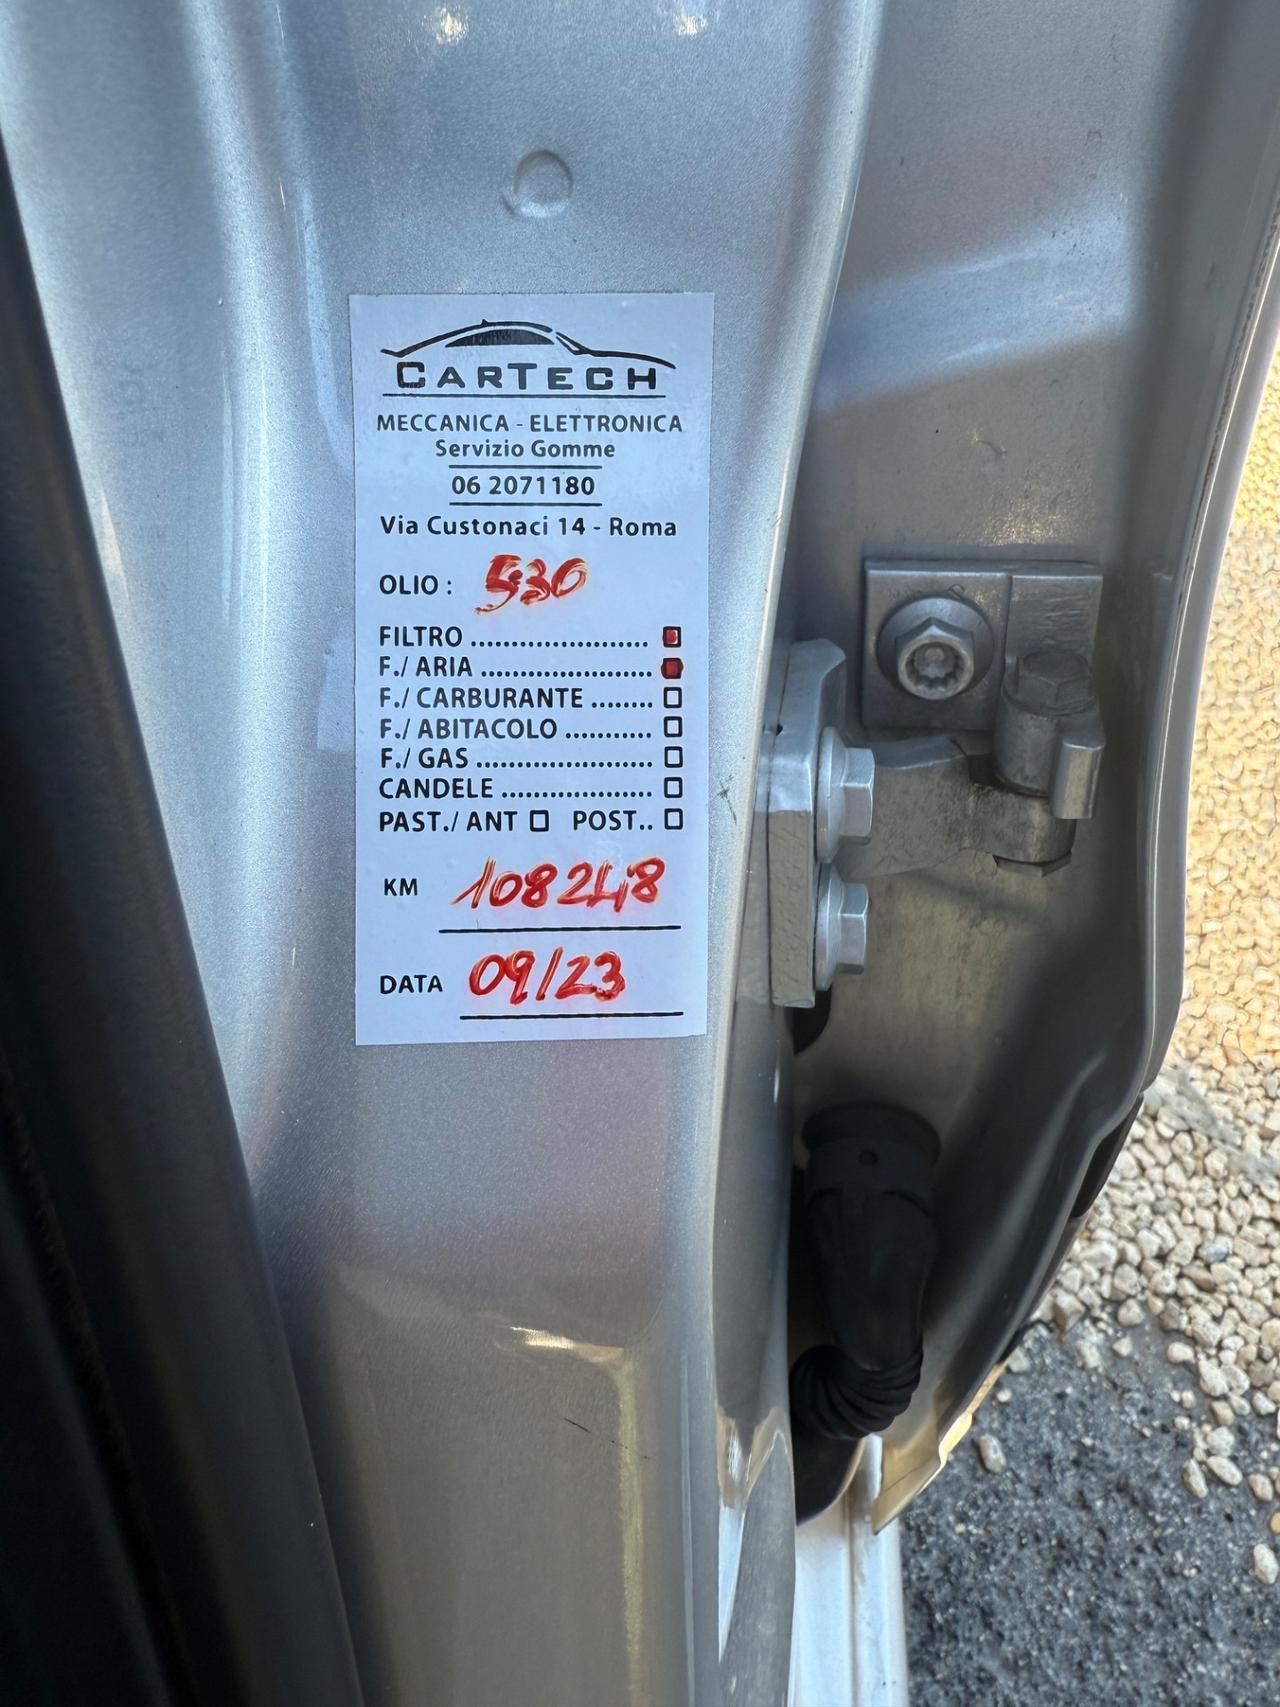 CARTECH
MECCANICA - ELETTRONICA
Servizio Gomme
06 2071180
Via Custonaci 14 - Roma
OLIO : 530
FILTRO ......................
F./ ARIA .........................
F./ CARBURANTE ........
F./ ABITACOLO ...........
F./ GAS .........................
CANDELE ....................
PAST./ ANT POST..
KM 108248
DATA 09/23